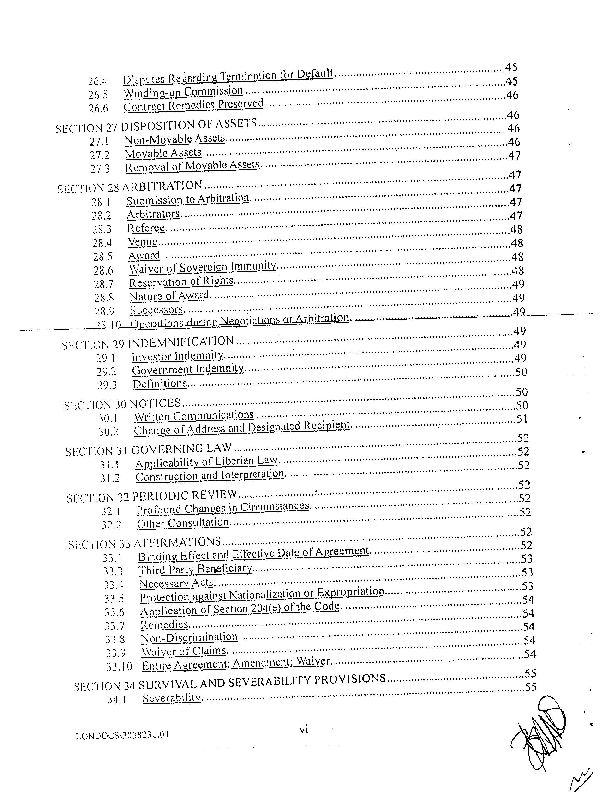 26.4 Disputes Regarding Termination for Default 45
26.5 Winding-up Commission 45
26.6 Contract Remedies Preserved 46
SECTION 27 DISPOSITION OF ASSETS 46
27.1 Non-Movable Assets 46
27.2 Movable Assets 46
27.3 Removal of Movable Assets 47
SECTION 28 ARBITRATION 47
28.1 Submission to Arbitration 47
28.2 Arbitrators 47
28.3 Referee 47
28.4 Venue 48
28.5 Award 48
28.6 Waiver of Sovereign Immunity 48
28.7 Reservation of Rights 48
28.8 Nature of Award 49
28.9 Successors 49
28.10 Operations during Negotiations or Arbitration 49
SECTION 29 INDEMNIFICATION 49
29.1 Investor Indemnity 49
29.2 Government Indemnity 49
29.3 Definitions 50
SECTION 30 NOTICES 50
30.1 Written Communications 50
30.2 Change of Address and Designated Recipient 51
SECTION 31 GOVERNING LAW 52
31.1 Applicability of Liberian Law 52
31.2 Construction and Interpretation 52
SECTION 32 PERIODIC REVIEW 52
32.1 Profound Changes in Circumstances 52
32.2 Other Consultation 52
SECTION 33 AFFIRMATIONS 52
33.1 Binding Effect and Effective Date of Agreement 52
33.3 Third Party Beneficiary 53
33.4 Necessary Acts 53
33.5 Protection against Nationalization or Expropriation 53
33.6 Application of Section 204(e) of the Code 54
33.7 Remedies 54
33.8 Non-Discrimination 54
33.9 Waiver of Claims 54
33.10 Entire Agreement; Amendment; Waiver 54
SECTION 34 SURVIVAL AND SEVERABILITY PROVISIONS 55
34.1 Severability 55
vi